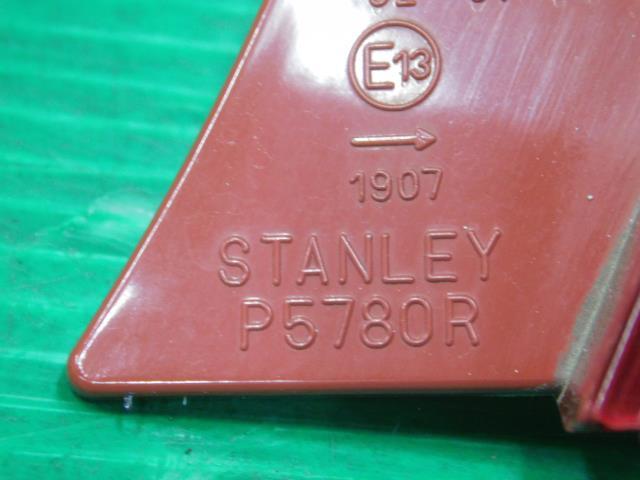 E13
→
1907
STANLEY
P5780R